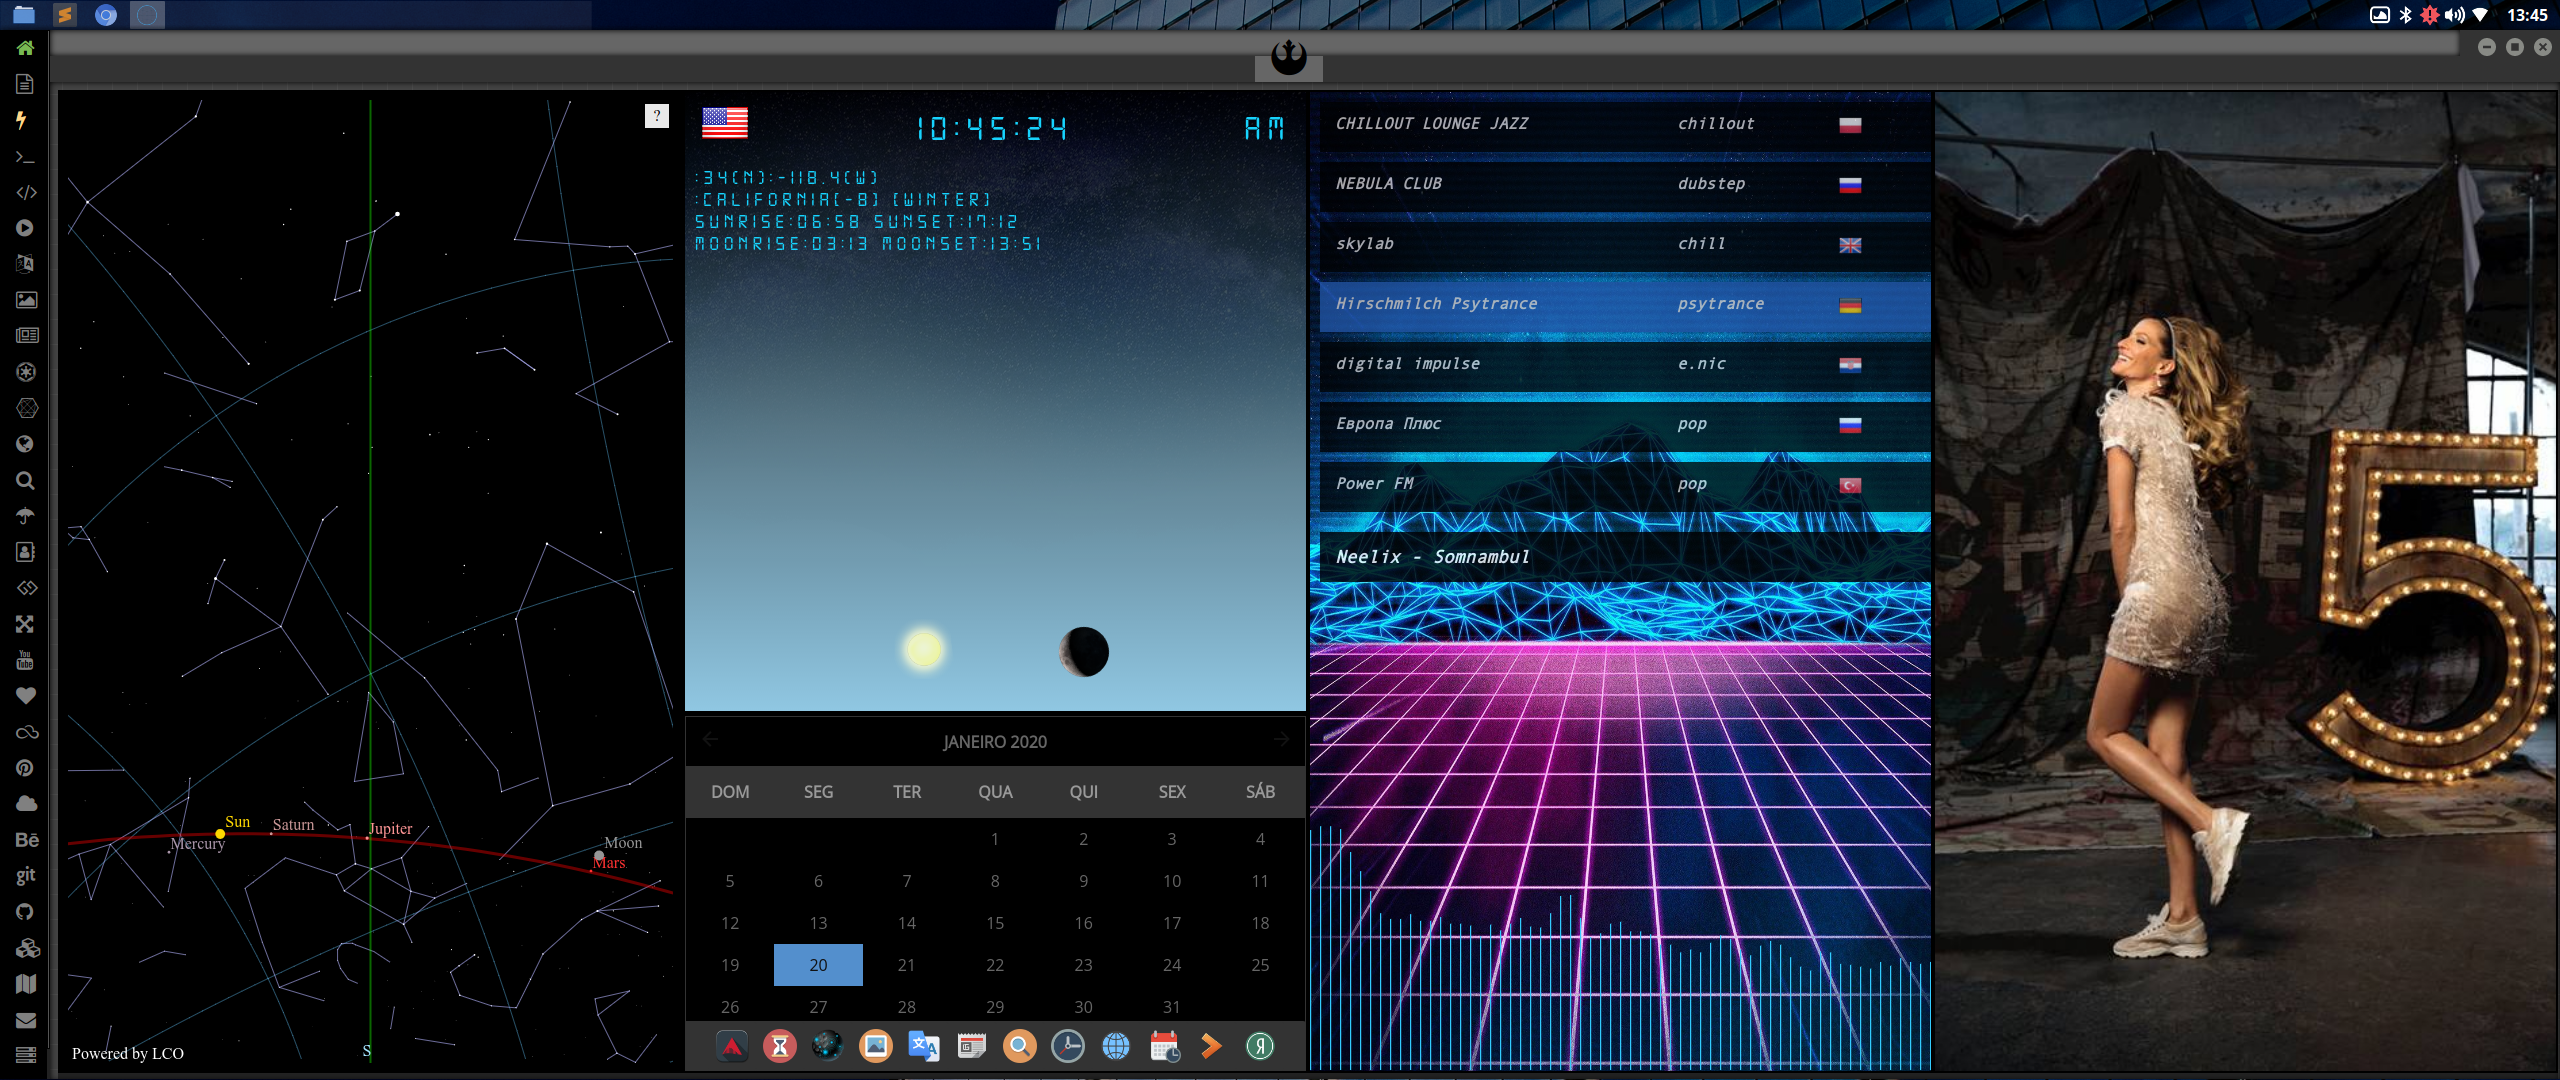 13:45
?
Sun
Saturn
Jupiter
Mercury
Moon
Mars
Powered by LCO
S
10:45:24 AM
:34(N):-118.4(W)
:CALIFORNIA(-8) [WINTER]
SUNRISE:06:58 SUNSET:17:12
MOONRISE:03:13 MOONSET:13:51
JANEIRO 2020
DOM SEG TER QUA QUI SEX SÁB
1 2 3 4
5 6 7 8 9 10 11
12 13 14 15 16 17 18
19 20 21 22 23 24 25
26 27 28 29 30 31
CHILLOUT LOUNGE JAZZ chillout
NEBULA CLUB dubstep
skylab chill
Hirschmilch Psytrance psytrance
digital impulse e.nic
Европа Плюс pop
Power FM pop
Neelix - Somnambul
5
You
Tube
Bē
git